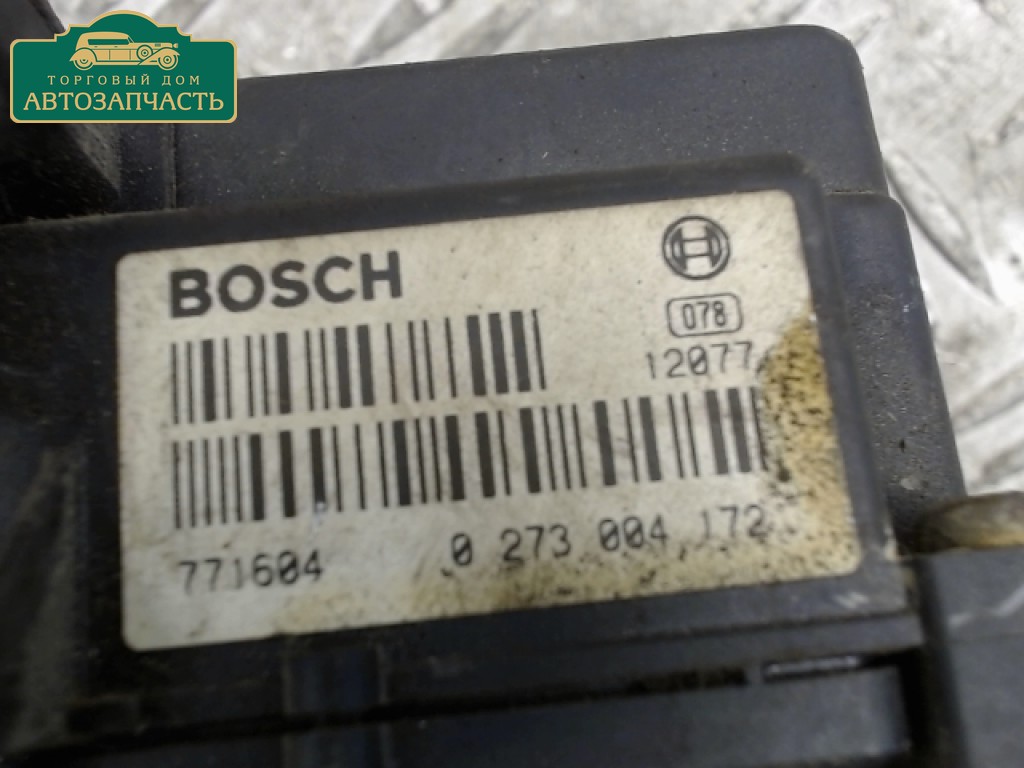 ТОРГОВЫЙ ДОМ
АВТОЗАПЧАСТЬ
BOSCH
078
12077
771604 0 273 004 172